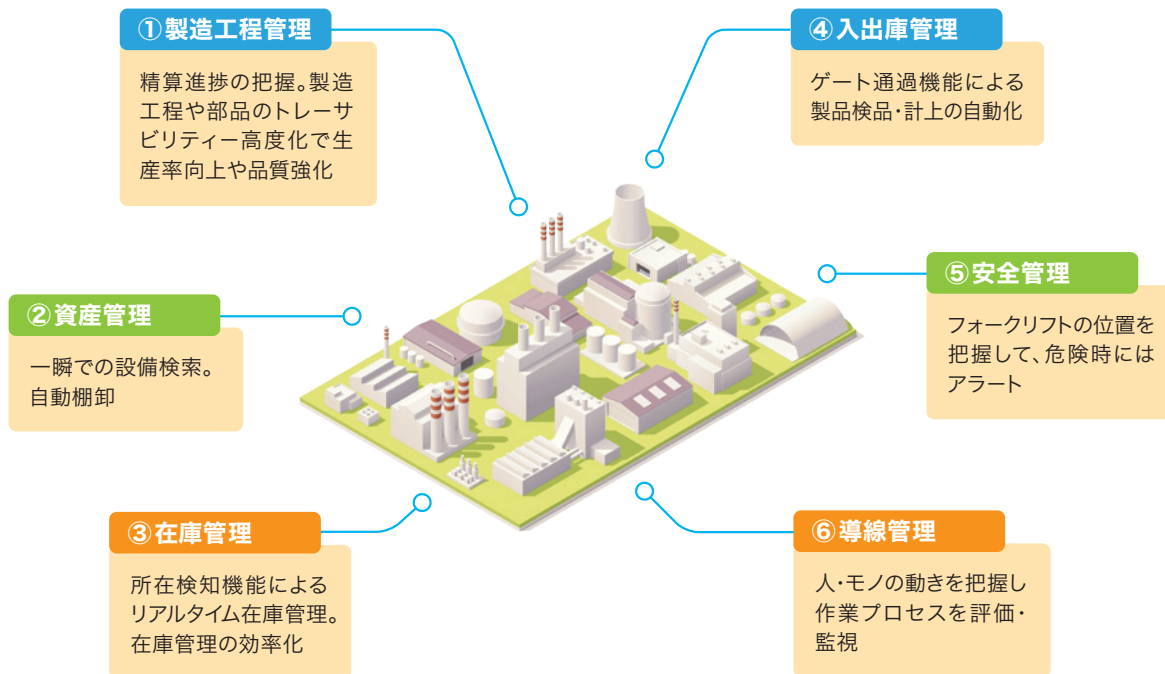 ①製造工程管理
精算進捗の把握。製造
工程や部品のトレーサ
ビリティー高度化で生
産率向上や品質強化
②資産管理
一瞬での設備検索。
自動棚卸
③在庫管理
所在検知機能による
リアルタイム在庫管理。
在庫管理の効率化
④入出庫管理
ゲート通過機能による
製品検品・計上の自動化
⑤安全管理
フォークリフトの位置を
把握して、危険時には
アラート
⑥導線管理
人・モノの動きを把握し
作業プロセスを評価・
監視